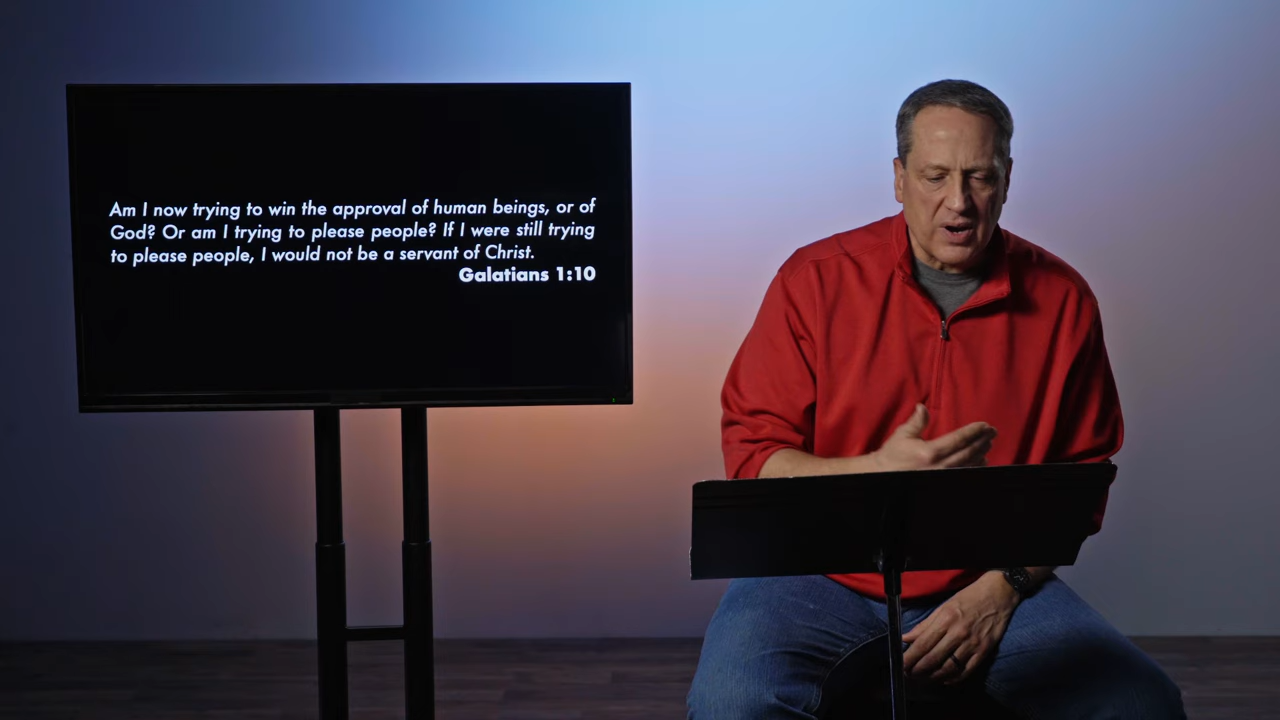 Am I now trying to win the approval of human beings, or of
God? Or am I trying to please people? If I were still trying
to please people, I would not be a servant of Christ.
Galatians 1:10